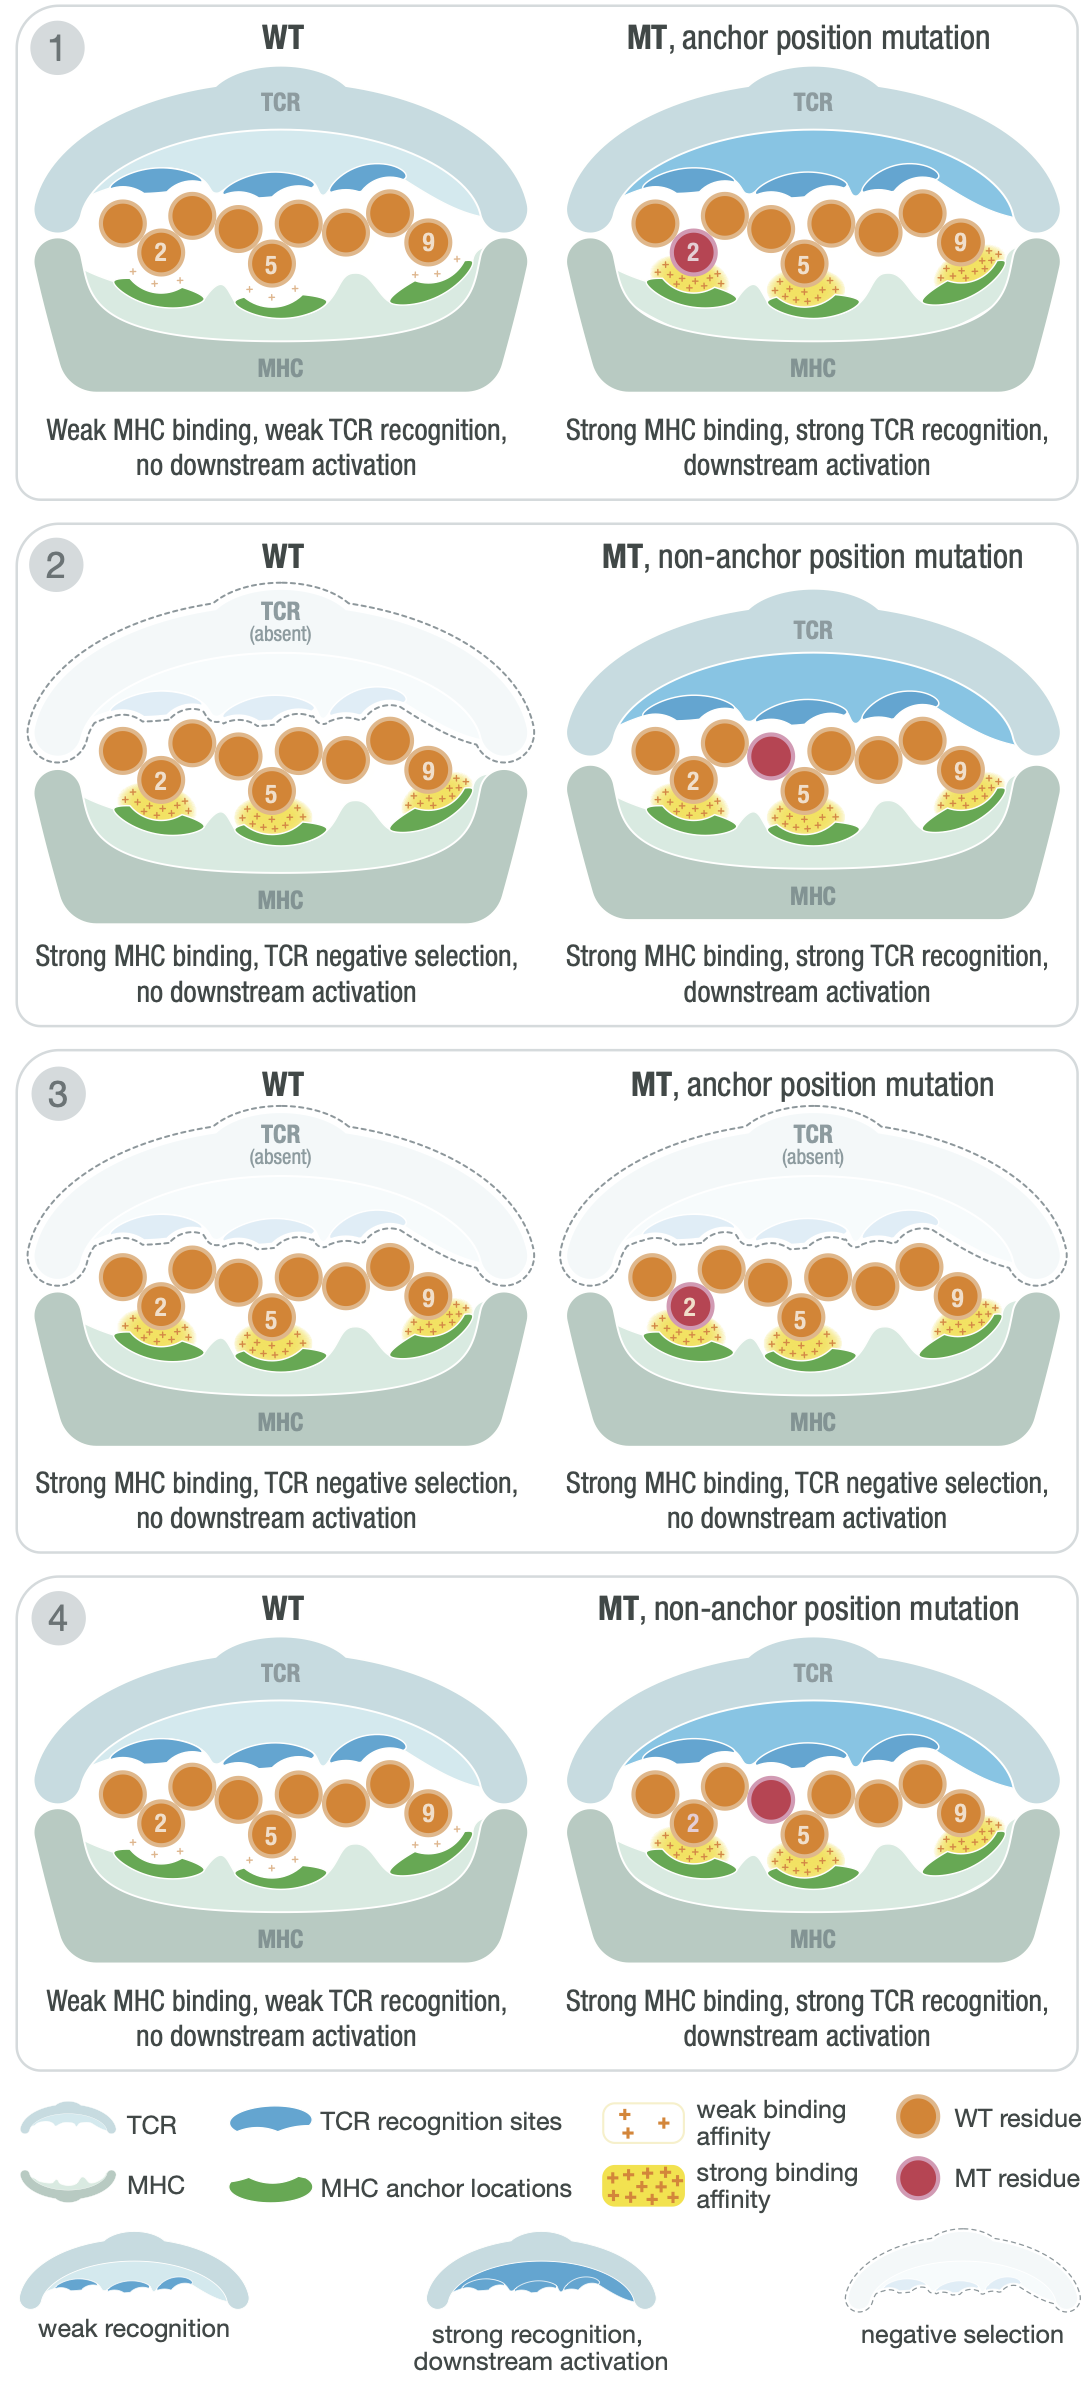 1
WT
MT, anchor position mutation
TCR
TCR
2
5
9
2
5
9
MHC
MHC
Weak MHC binding, weak TCR recognition,
no downstream activation
Strong MHC binding, strong TCR recognition,
downstream activation
2
WT
MT, non-anchor position mutation
TCR
(absent)
TCR
2
5
9
2
5
9
MHC
MHC
Strong MHC binding, TCR negative selection,
no downstream activation
Strong MHC binding, strong TCR recognition,
downstream activation
3
WT
MT, anchor position mutation
TCR
(absent)
TCR
(absent)
2
5
9
2
5
9
MHC
MHC
Strong MHC binding, TCR negative selection,
no downstream activation
Strong MHC binding, TCR negative selection,
no downstream activation
4
WT
MT, non-anchor position mutation
TCR
TCR
2
5
9
2
5
9
MHC
MHC
Weak MHC binding, weak TCR recognition,
no downstream activation
Strong MHC binding, strong TCR recognition,
downstream activation
TCR
TCR recognition sites
weak binding
affinity
WT residue
MHC
MHC anchor locations
strong binding
affinity
MT residue
weak recognition
strong recognition,
downstream activation
negative selection